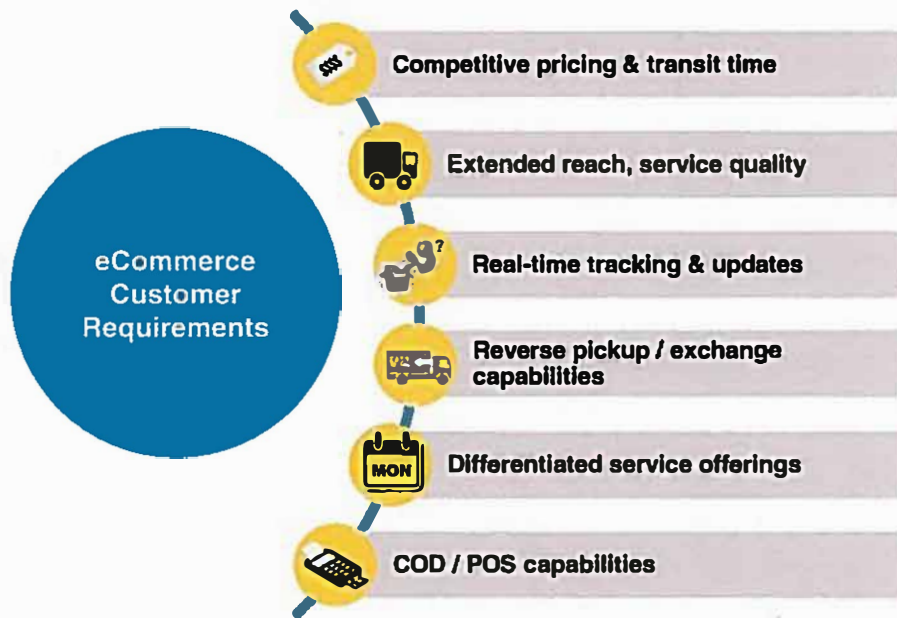 eCommerce
Customer
Requirements
$$$
Competitive pricing & transit time
Extended reach, service quality
?
Real-time tracking & updates
Reverse pickup / exchange
capabilities
MON
Differentiated service offerings
COD / POS capabilities